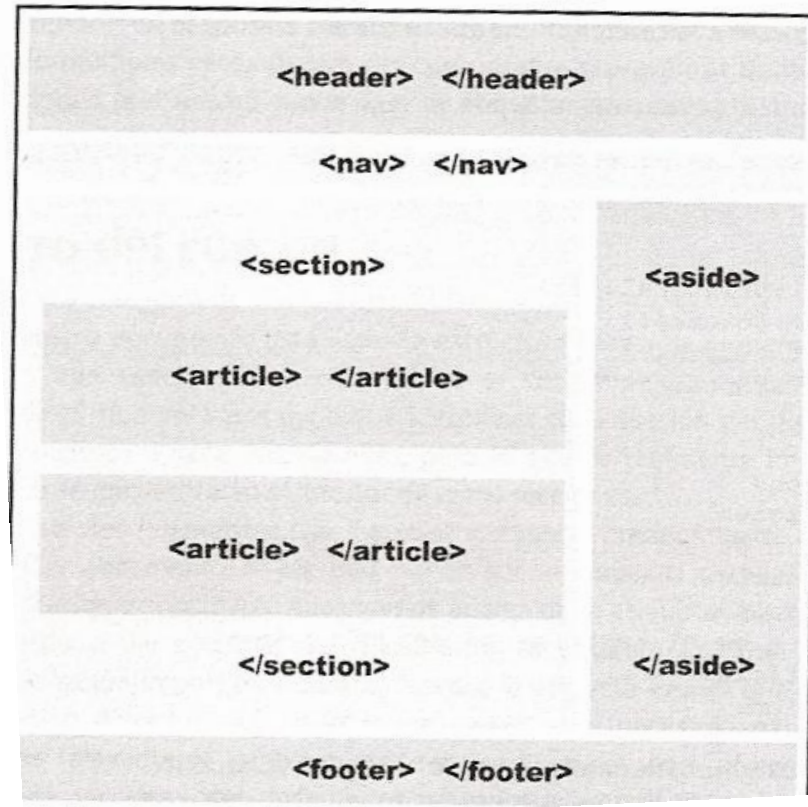 <header> </header>
<nav> </nav>
<section>
<aside>
<article> </article>
<article> </article>
</section>
</aside>
<footer> </footer>